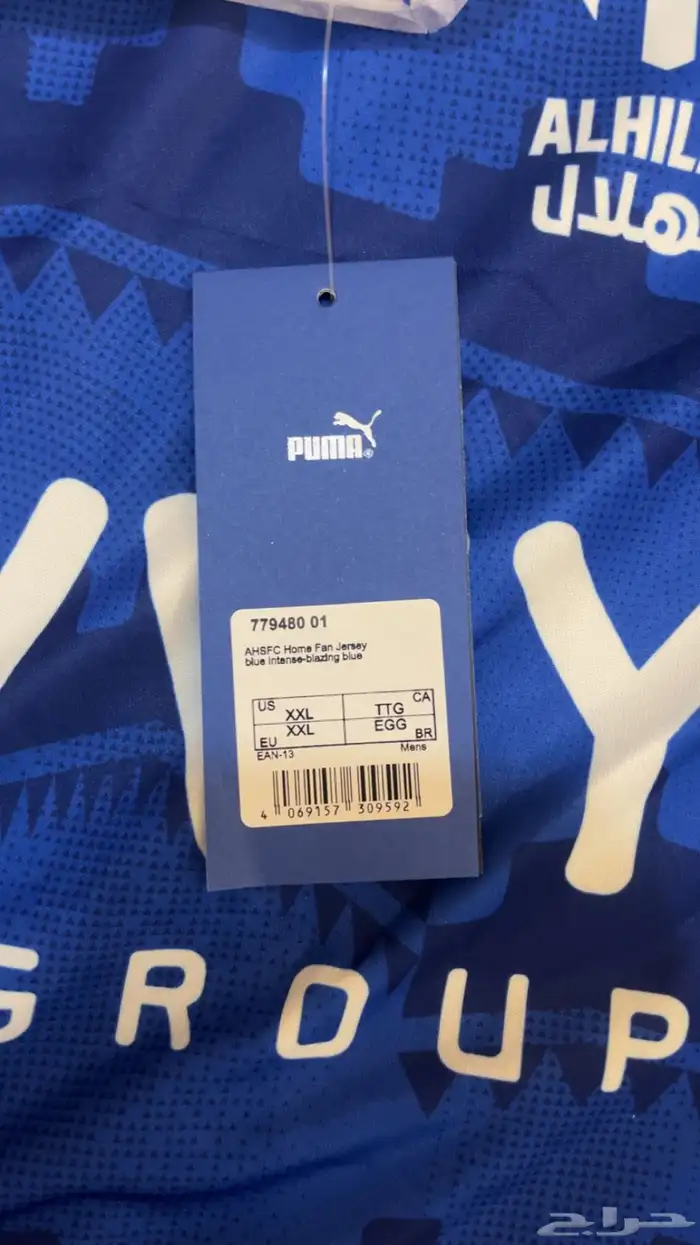 ALHIL
هلال
PUMA
779480 01
AHSFC Home Fan Jersey
blue intense-blazing blue
US XXL TTG CA
EU XXL EGG BR
EAN-13 Mens
4 069157 309592
Y
GROUP
حراج